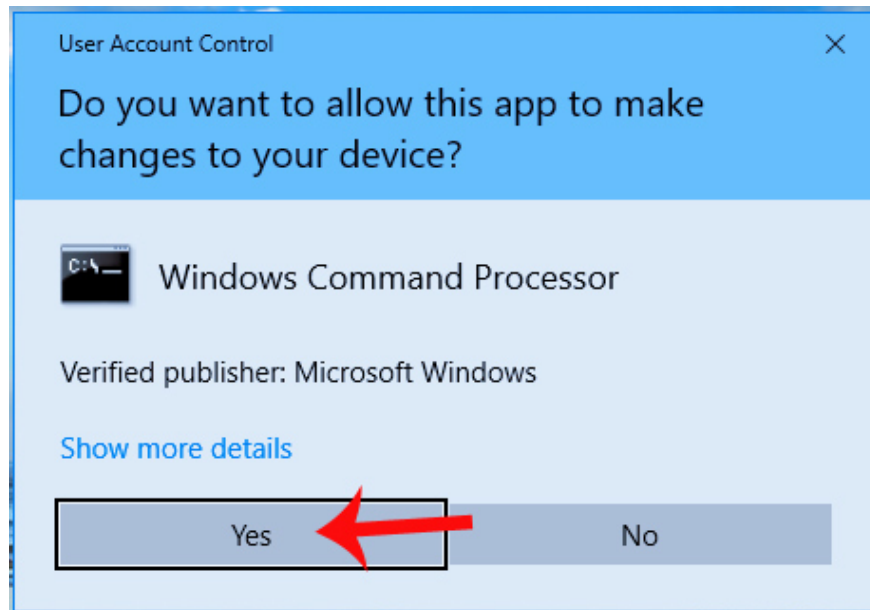 User Account Control
Do you want to allow this app to make
changes to your device?
C:\_
Windows Command Processor
Verified publisher: Microsoft Windows
Show more details
Yes
No